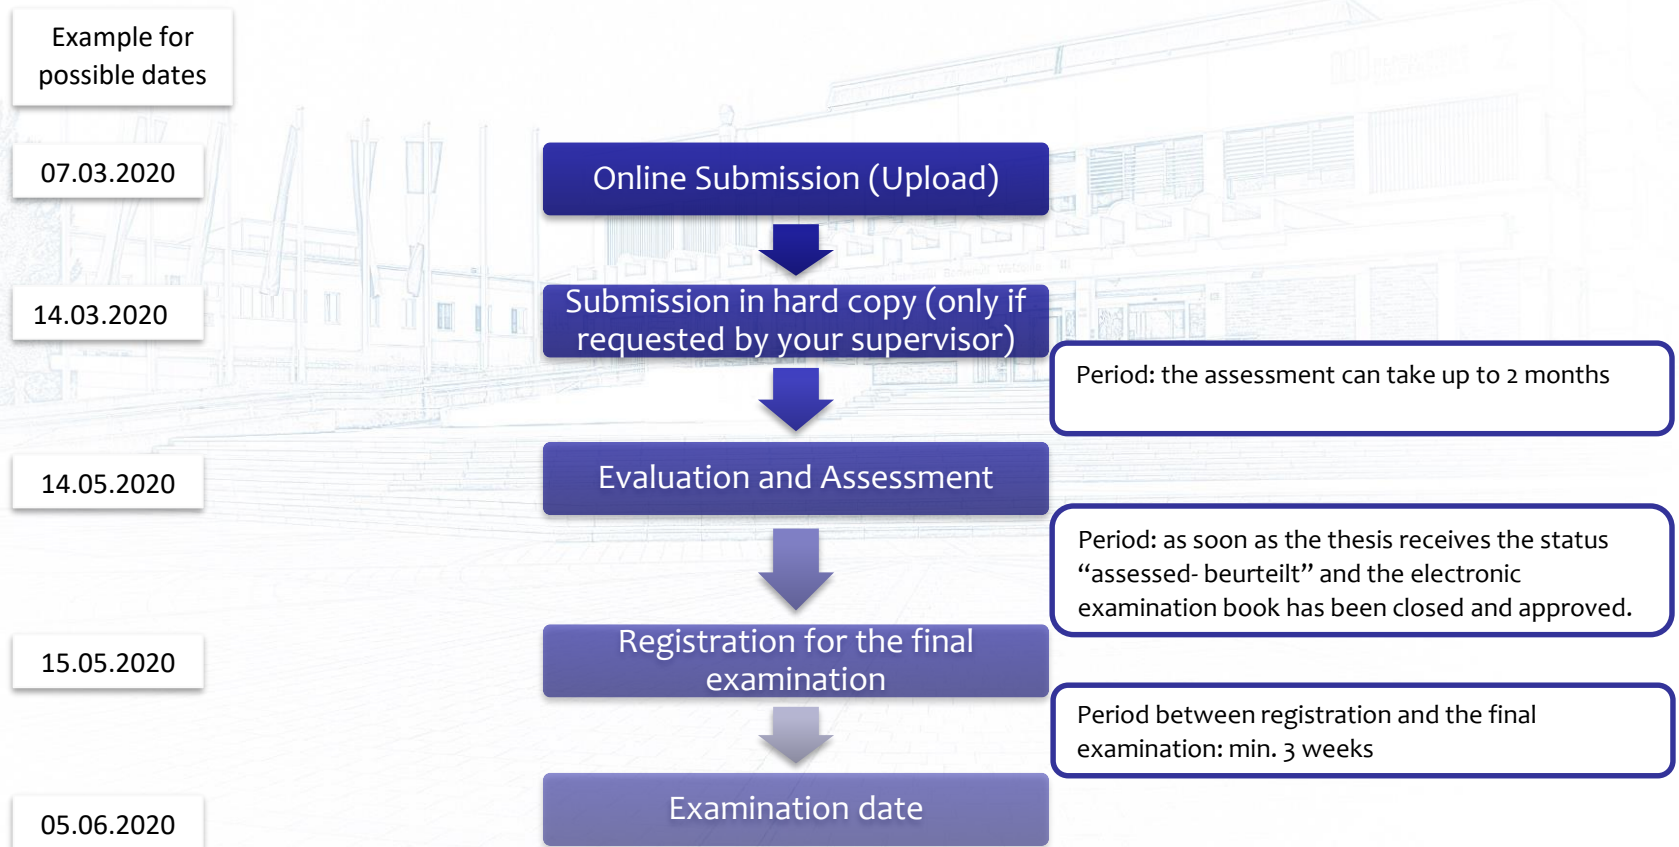 Example for
possible dates
07.03.2020
Online Submission (Upload)
14.03.2020
Submission in hard copy (only if
requested by your supervisor)
Period: the assessment can take up to 2 months
14.05.2020
Evaluation and Assessment
Period: as soon as the thesis receives the status
“assessed- beurteilt” and the electronic
examination book has been closed and approved.
15.05.2020
Registration for the final
examination
Period between registration and the final
examination: min. 3 weeks
05.06.2020
Examination date